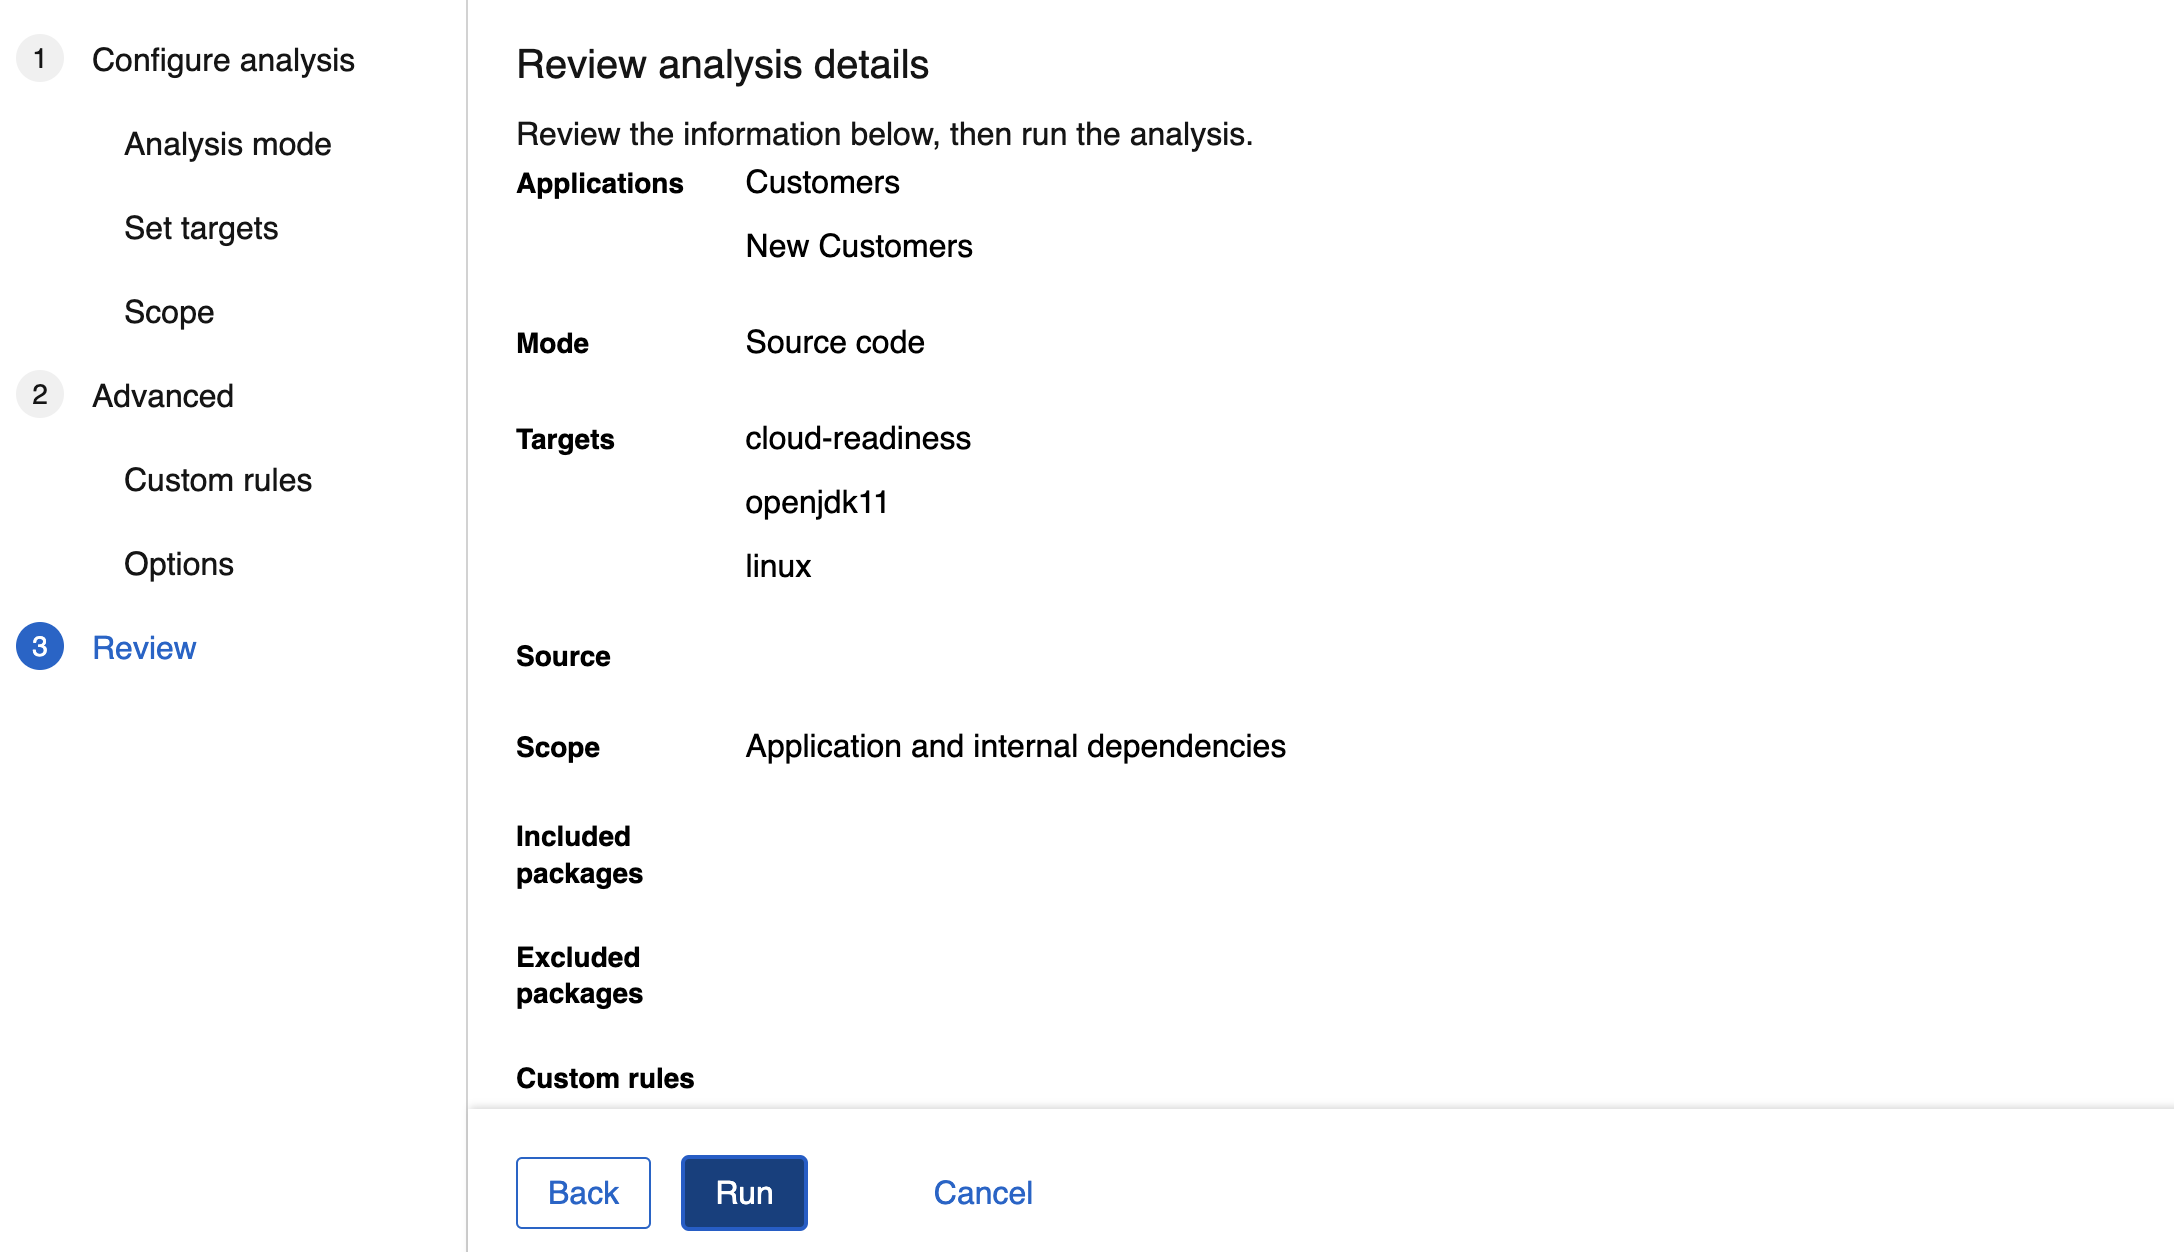 1 Configure analysis
Analysis mode
Set targets
Scope
2 Advanced
Custom rules
Options
3 Review
Review analysis details
Review the information below, then run the analysis.
Applications Customers
New Customers
Mode Source code
Targets cloud-readiness
openjdk11
linux
Source
Scope Application and internal dependencies
Included
packages
Excluded
packages
Custom rules
Back Run Cancel